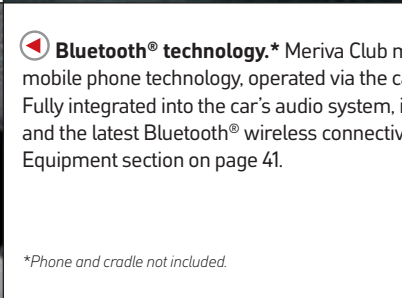 Bluetooth® technology.* Meriva Club
mobile phone technology, operated via the
Fully integrated into the car's audio system,
and the latest Bluetooth® wireless
Equipment section on page 41.
*Phone and cradle not included.